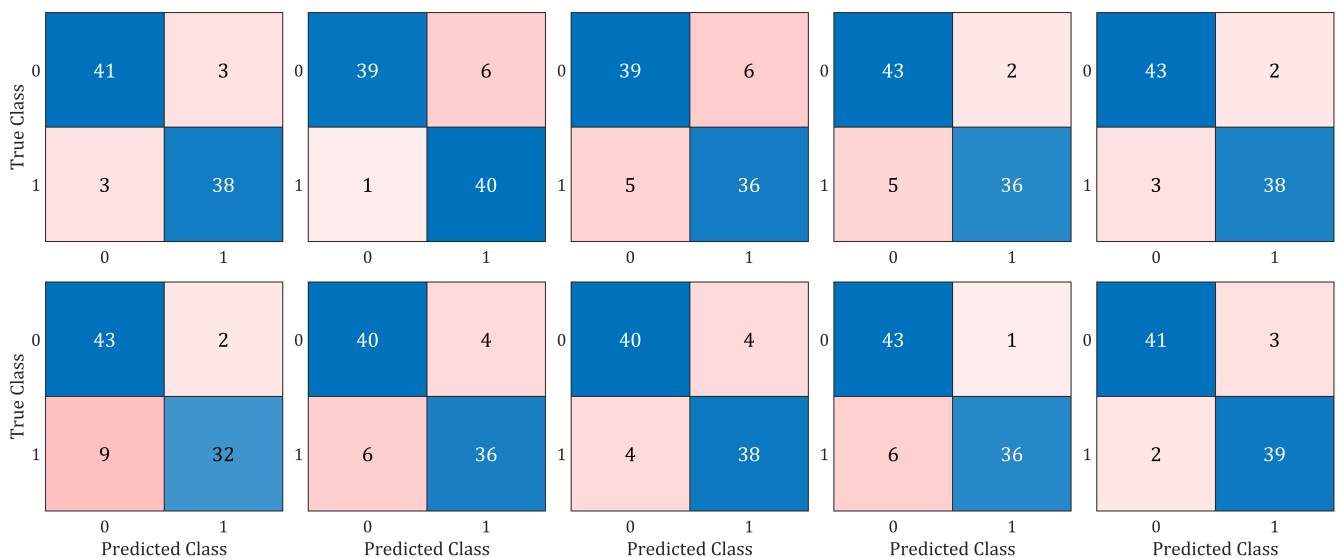 0 41 3 0 39 6 0 39 6 0 43 2 0 43 2
True Class
1 3 38 1 1 40 1 5 36 1 5 36 1 3 38
0 1 0 1 0 1 0 1 0 1
0 43 2 0 40 4 0 40 4 0 43 1 0 41 3
True Class
1 9 32 1 6 36 1 4 38 1 6 36 1 2 39
0 1 0 1 0 1 0 1 0 1
Predicted Class Predicted Class Predicted Class Predicted Class Predicted Class